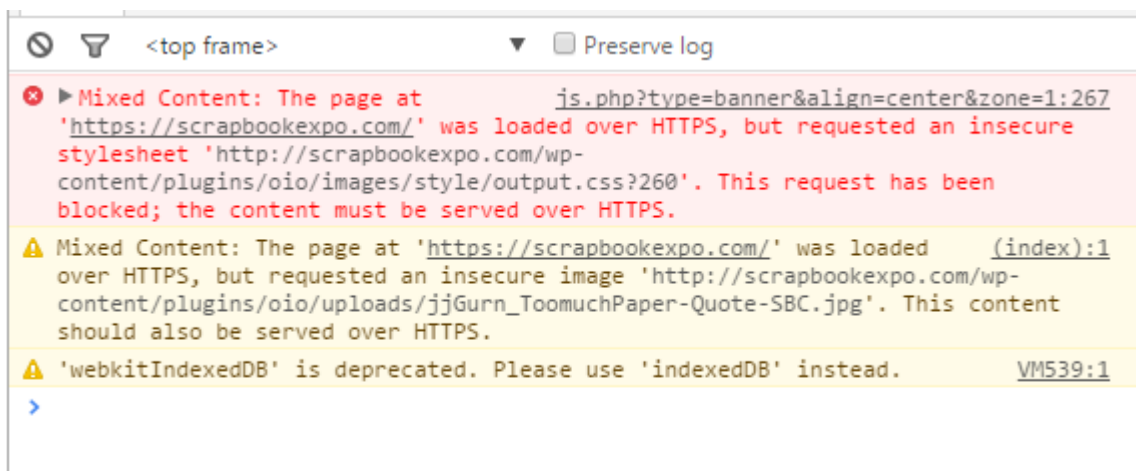 <top frame> ▼ Preserve log
Mixed Content: The page at js.php?type=banner&align=center&zone=1:267
'https://scrapbookexpo.com/' was loaded over HTTPS, but requested an insecure
stylesheet 'http://scrapbookexpo.com/wp-
content/plugins/oio/images/style/output.css?260'. This request has been
blocked; the content must be served over HTTPS.
Mixed Content: The page at 'https://scrapbookexpo.com/' was loaded (index):1
over HTTPS, but requested an insecure image 'http://scrapbookexpo.com/wp-
content/plugins/oio/uploads/jjGurn_ToomuchPaper-Quote-SBC.jpg'. This content
should also be served over HTTPS.
'webkitIndexedDB' is deprecated. Please use 'indexedDB' instead. VM539:1